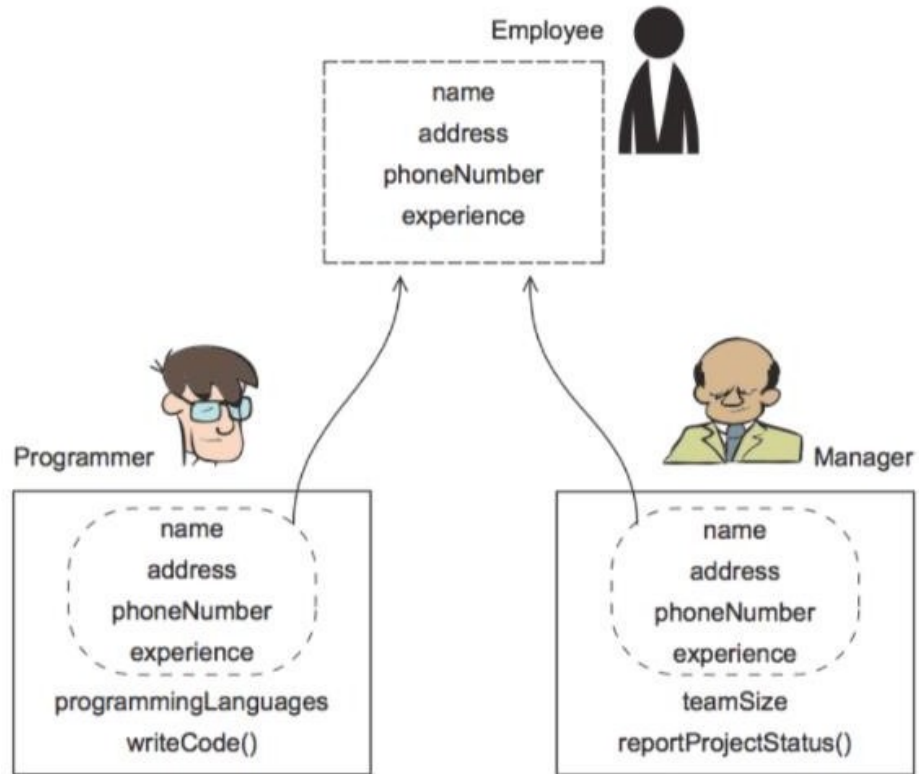 Employee
name
address
phoneNumber
experience
Programmer
name
address
phoneNumber
experience
programmingLanguages
writeCode()
Manager
name
address
phoneNumber
experience
teamSize
reportProjectStatus()